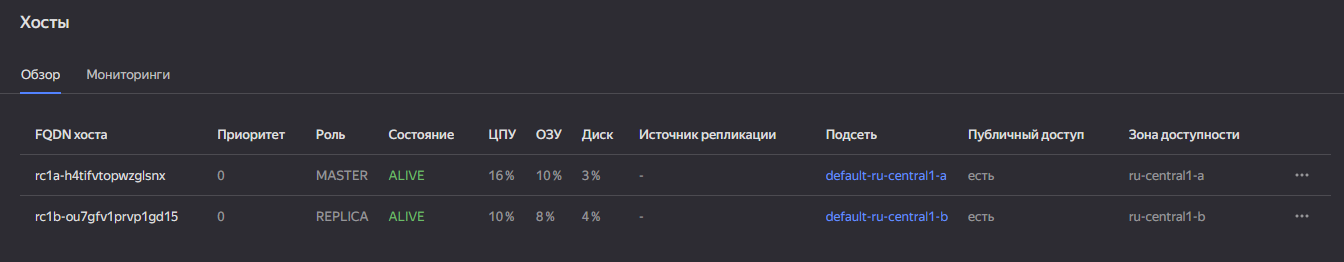 Хосты
Обзор Мониторинги
FQDN хоста Приоритет Роль Состояние ЦПУ ОЗУ Диск Источник репликации Подсеть Публичный доступ Зона доступности
rc1a-h4tifvtopwzglsnx 0 MASTER ALIVE 16 % 10 % 3 % - default-ru-central1-a есть ru-central1-a
rc1b-ou7gfv1prvp1gd15 0 REPLICA ALIVE 10 % 8 % 4 % - default-ru-central1-b есть ru-central1-b